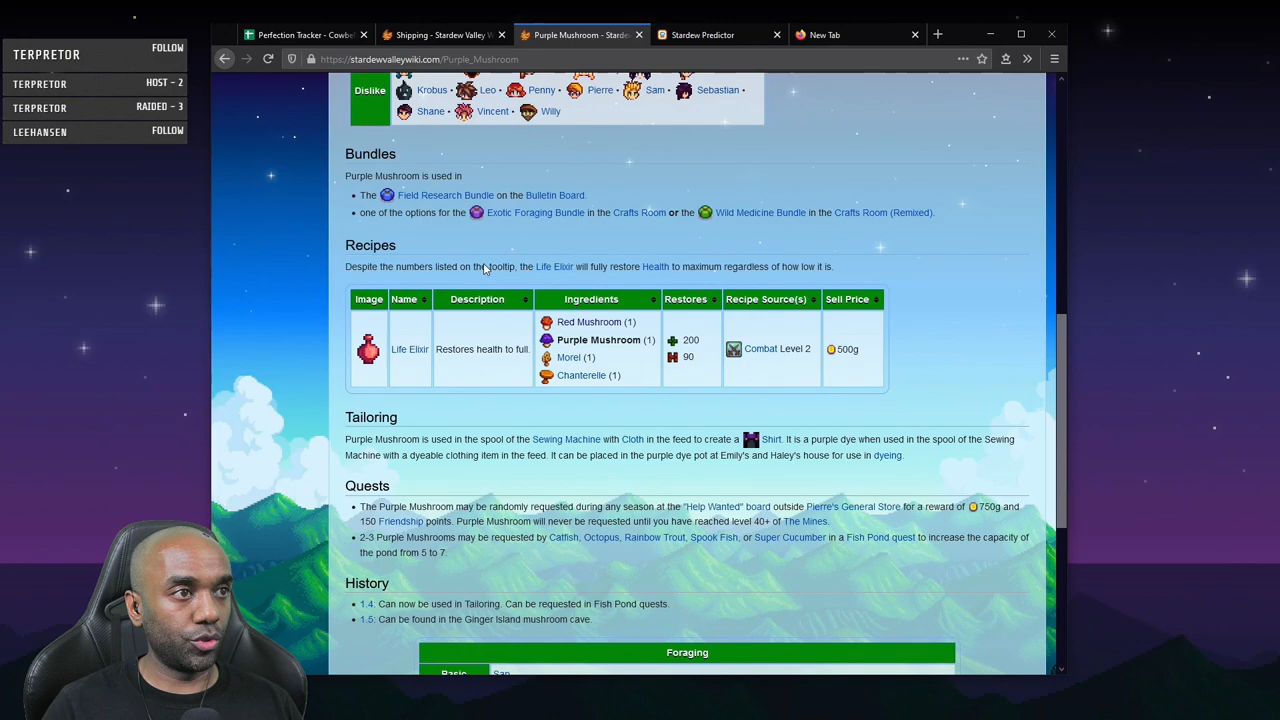 TERPRETOR FOLLOW
TERPRETOR HOST - 2
TERPRETOR RAIDED - 3
LEEHANSEN FOLLOW
Perfection Tracker - Cowbel
Shipping - Stardew Valley W
Purple Mushroom - Starde
Stardew Predictor
New Tab
https://stardewvalleywiki.com/Purple_Mushroom
Dislike
Krobus • Leo • Penny • Pierre • Sam • Sebastian •
Shane • Vincent • Willy
Bundles
Purple Mushroom is used in
• The Field Research Bundle on the Bulletin Board.
• one of the options for the Exotic Foraging Bundle in the Crafts Room or the Wild Medicine Bundle in the Crafts Room (Remixed).
Recipes
Despite the numbers listed on the tooltip, the Life Elixir will fully restore Health to maximum regardless of how low it is.
Image Name Description Ingredients Restores Recipe Source(s) Sell Price
Life Elixir
Restores health to full.
Red Mushroom (1)
Purple Mushroom (1)
Morel (1)
Chanterelle (1)
200
90
Combat Level 2
500g
Tailoring
Purple Mushroom is used in the spool of the Sewing Machine with Cloth in the feed to create a Shirt. It is a purple dye when used in the spool of the Sewing
Machine with a dyeable clothing item in the feed. It can be placed in the purple dye pot at Emily's and Haley's house for use in dyeing.
Quests
• The Purple Mushroom may be randomly requested during any season at the "Help Wanted" board outside Pierre's General Store for a reward of 750g and
150 Friendship points. Purple Mushroom will never be requested until you have reached level 40+ of The Mines.
• 2-3 Purple Mushrooms may be requested by Catfish, Octopus, Rainbow Trout, Spook Fish, or Super Cucumber in a Fish Pond quest to increase the capacity of
the pond from 5 to 7.
History
• 1.4: Can now be used in Tailoring. Can be requested in Fish Pond quests.
• 1.5: Can be found in the Ginger Island mushroom cave.
Foraging
Basic
Sap